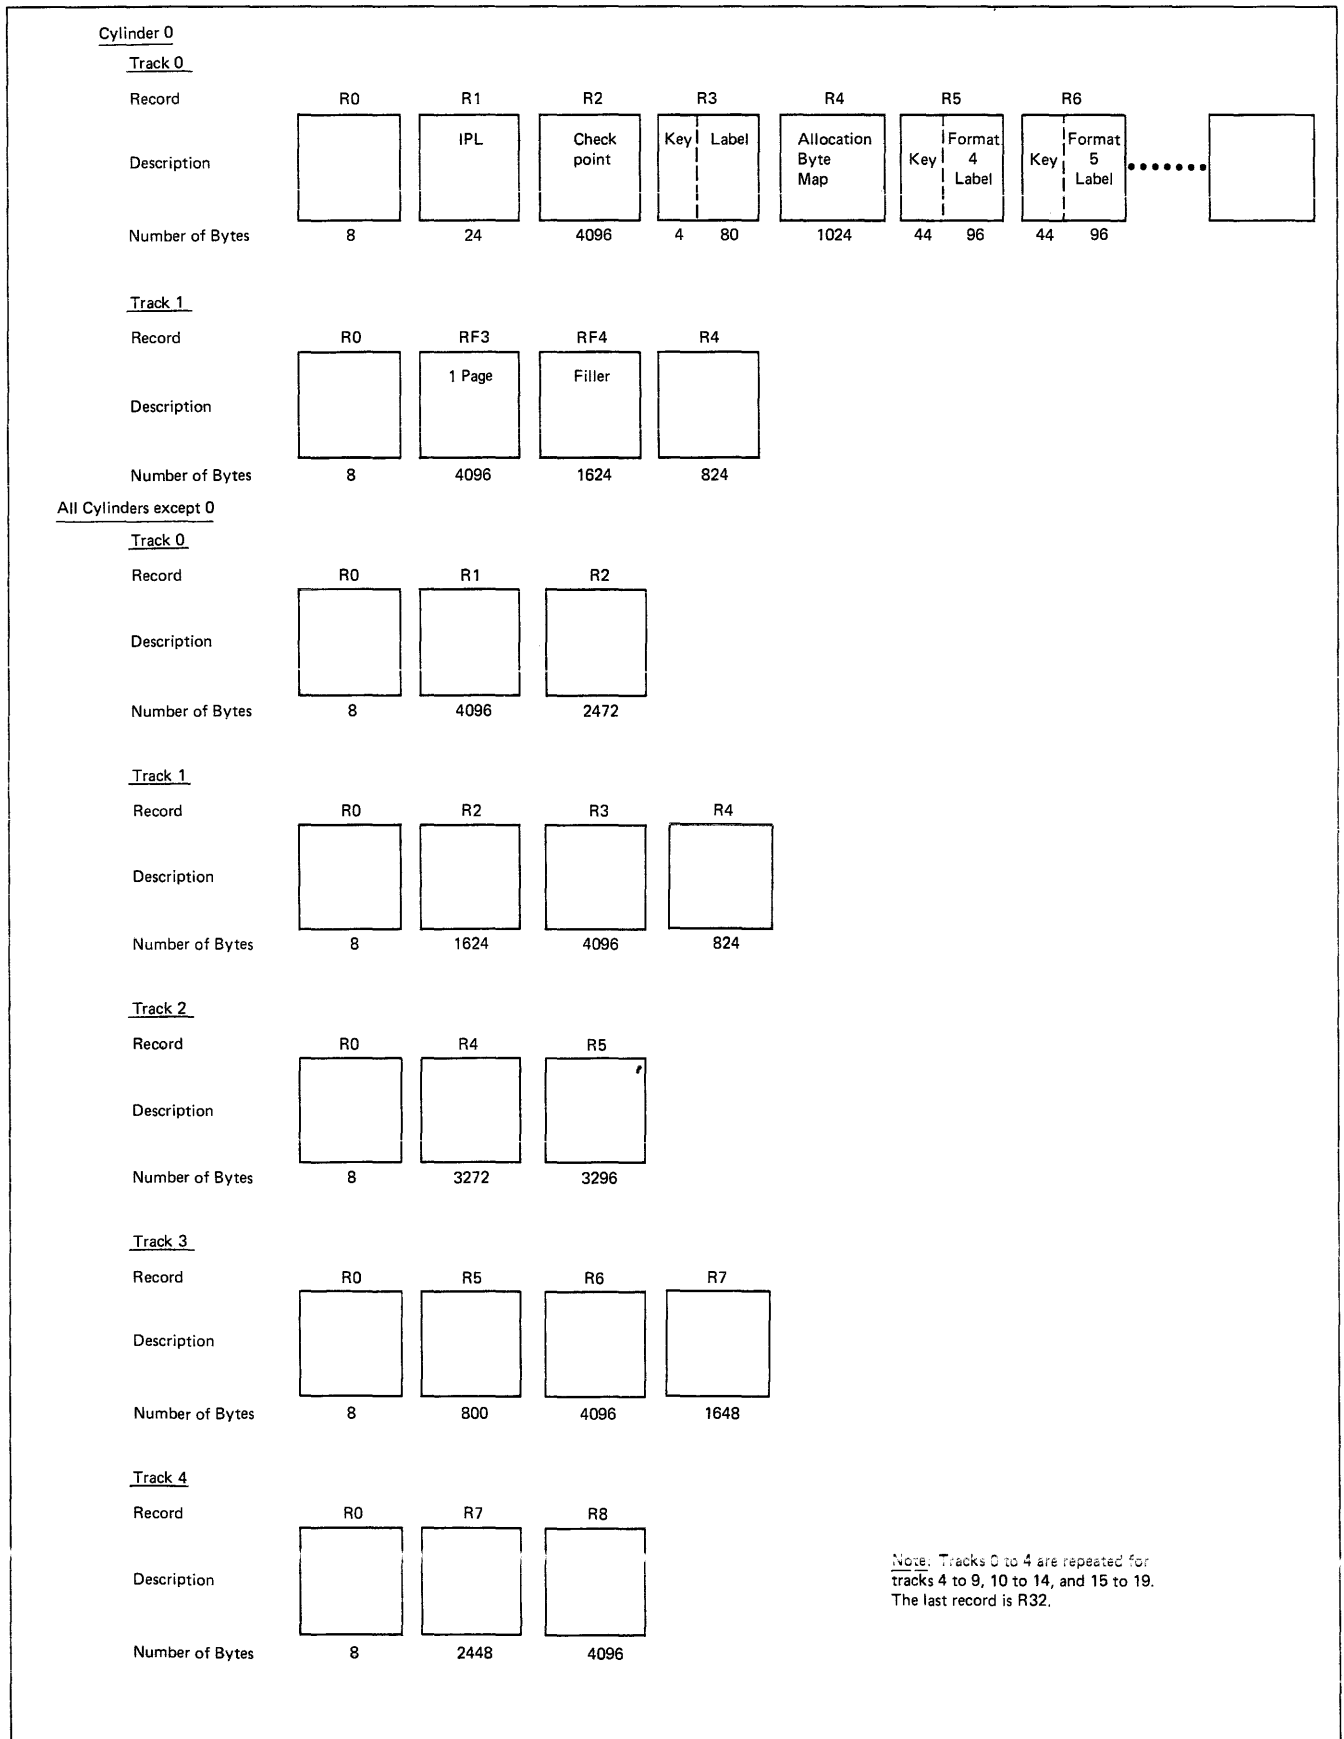 Cylinder 0
Track 0
Record R0 R1 R2 R3 R4 R5 R6
Description IPL Check point Key Label Allocation Byte Map Key Format 4 Label Key Format 5 Label
Number of Bytes 8 24 4096 4 80 1024 44 96 44 96
Track 1
Record R0 RF3 RF4 R4
Description 1 Page Filler
Number of Bytes 8 4096 1624 824
All Cylinders except 0
Track 0
Record R0 R1 R2
Description
Number of Bytes 8 4096 2472
Track 1
Record R0 R2 R3 R4
Description
Number of Bytes 8 1624 4096 824
Track 2
Record R0 R4 R5
Description
Number of Bytes 8 3272 3296
Track 3
Record R0 R5 R6 R7
Description
Number of Bytes 8 800 4096 1648
Track 4
Record R0 R7 R8
Description
Number of Bytes 8 2448 4096
Note: Tracks 0 to 4 are repeated for
tracks 4 to 9, 10 to 14, and 15 to 19.
The last record is R32.